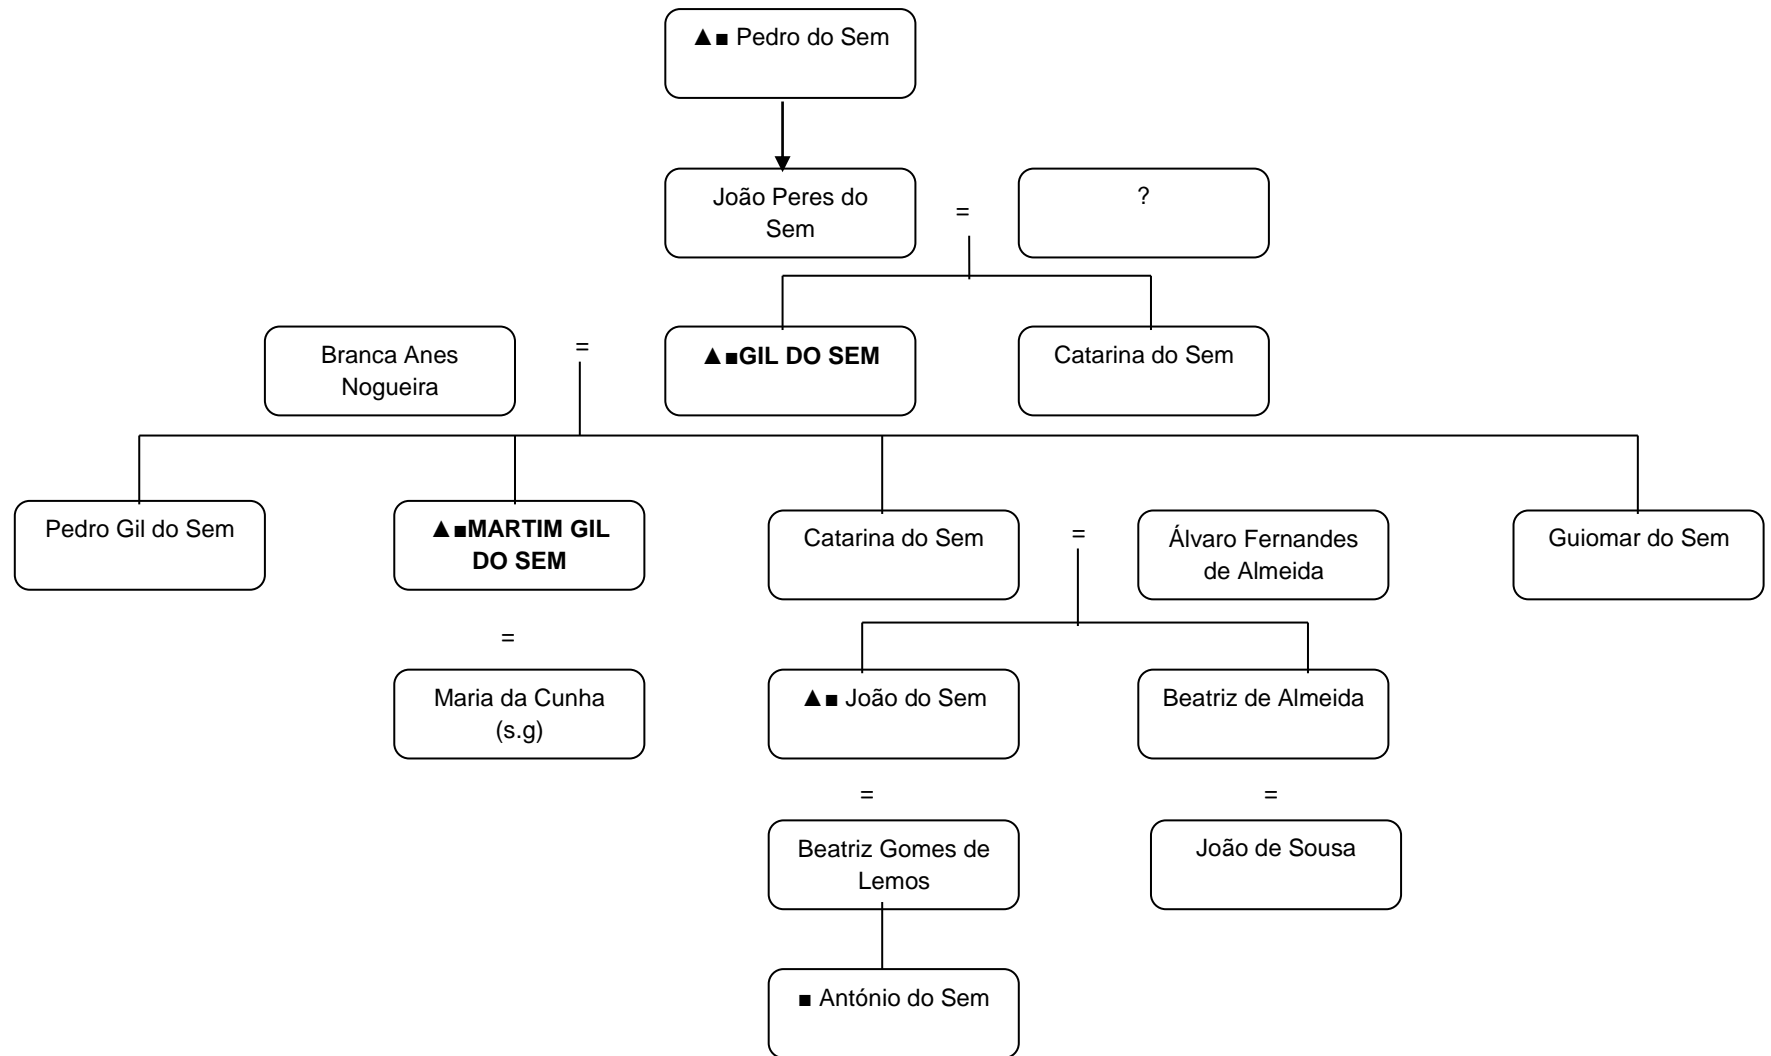 ▲■ Pedro do Sem
João Peres do
Sem
=
?
Branca Anes
Nogueira
=
▲■GIL DO SEM
Catarina do Sem
Pedro Gil do Sem
▲■MARTIM GIL
DO SEM
Catarina do Sem
=
Álvaro Fernandes
de Almeida
Guiomar do Sem
=
Maria da Cunha
(s.g)
▲■ João do Sem
Beatriz de Almeida
=
=
Beatriz Gomes de
Lemos
João de Sousa
■ António do Sem